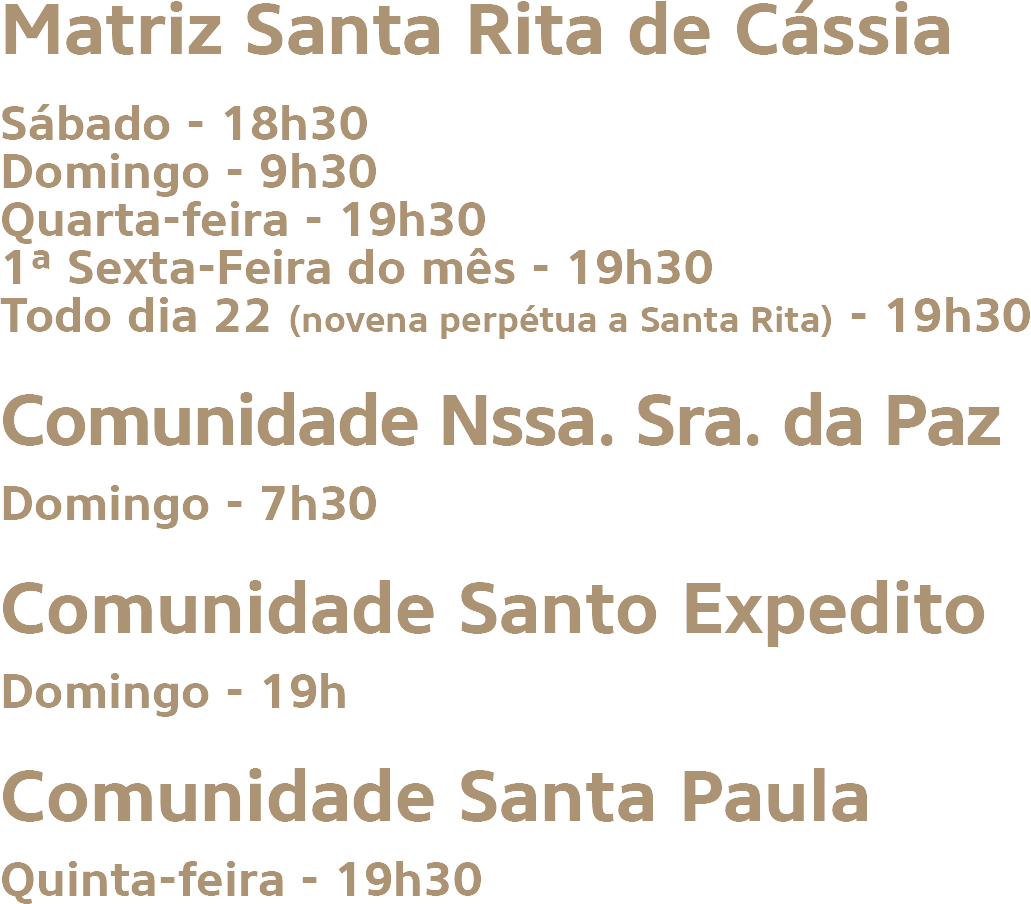 Matriz Santa Rita de Cássia
Sábado - 18h30
Domingo - 9h30
Quarta-feira - 19h30
1ª Sexta-Feira do mês - 19h30
Todo dia 22 (novena perpétua a Santa Rita) - 19h30
Comunidade Nssa. Sra. da Paz
Domingo - 7h30
Comunidade Santo Expedito
Domingo - 19h
Comunidade Santa Paula
Quinta-feira - 19h30